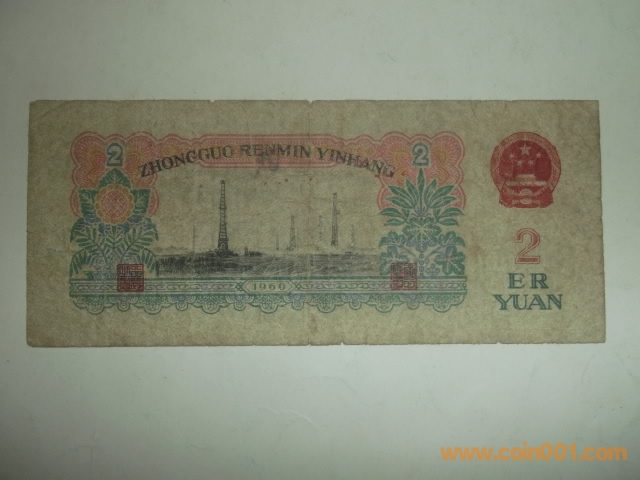 2 ZHONGGUO RENMIN YINHANG 2
2
ER
YUAN
1960
www.coin001.com